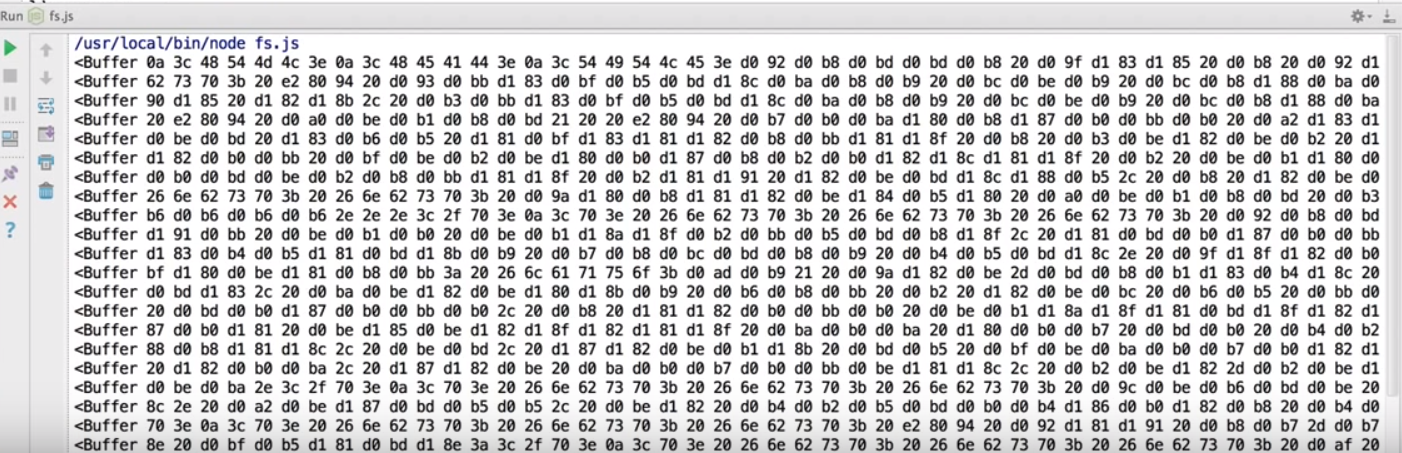 Run fs.js
/usr/local/bin/node fs.js
<Buffer 0a 3c 48 54 4d 4c 3e 0a 3c 48 45 41 44 3e 0a 3c 54 49 54 4c 45 3e d0 92 d0 b8 d0 bd d0 bd d0 b8 20 d0 9f d1 83 d1 85 20 d0 b8 20 d0 92 d1
<Buffer 62 73 70 3b 20 e2 80 94 20 d0 93 d0 bb d1 83 d0 bf d0 b5 d0 bd d1 8c d0 ba d0 b8 d0 b9 20 d0 bc d0 be d0 b9 20 d0 bc d0 b8 d1 88 d0 ba d0
<Buffer 90 d1 85 20 d1 82 d1 8b 2c 20 d0 b3 d0 bb d1 83 d0 bf d0 b5 d0 bd d1 8c d0 ba d0 b8 d0 b9 20 d0 bc d0 be d0 b9 20 d0 bc d0 b8 d1 88 d0 ba
<Buffer 20 e2 80 94 20 d0 a0 d0 be d0 b1 d0 b8 d0 bd 21 20 20 e2 80 94 20 d0 b7 d0 b0 d0 ba d1 80 d0 b8 d1 87 d0 b0 d0 bb d0 b0 20 d0 a2 d1 83 d1
<Buffer d0 be d0 bd 20 d1 83 d0 b6 d0 b5 20 d1 81 d0 bf d1 83 d1 81 d1 82 d0 b8 d0 bb d1 81 d1 8f 20 d0 b8 20 d0 b3 d0 be d1 82 d0 be d0 b2 20 d1
<Buffer d1 82 d0 b0 d0 bb 20 d0 bf d0 be d0 b2 d0 be d1 80 d0 b0 d1 87 d0 b8 d0 b2 d0 b0 d1 82 d1 8c d1 81 d1 8f 20 d0 b2 20 d0 be d0 b1 d1 80 d0
<Buffer d0 b0 d0 bd d0 be d0 b2 d0 b8 d0 bb d1 81 d1 8f 20 d0 b2 d1 81 d1 91 20 d1 82 d0 be d0 bd d1 8c d1 88 d0 b5 2c 20 d0 b8 20 d1 82 d0 be d0
<Buffer 26 6e 62 73 70 3b 20 26 6e 62 73 70 3b 20 d0 9a d1 80 d0 b8 d1 81 d1 82 d0 be d1 84 d0 b5 d1 80 20 d0 a0 d0 be d0 b1 d0 b8 d0 bd 20 d0 b3
<Buffer b6 d0 b6 d0 b6 d0 b6 2e 2e 2e 3c 2f 70 3e 0a 3c 70 3e 20 26 6e 62 73 70 3b 20 26 6e 62 73 70 3b 20 26 6e 62 73 70 3b 20 d0 92 d0 b8 d0 bd
<Buffer d1 91 d0 bb 20 d0 be d0 b1 d0 b0 20 d0 be d0 b1 d1 8a d1 8f d0 b2 d0 bb d0 b5 d0 bd d0 b8 d1 8f 2c 20 d1 81 d0 bd d0 b0 d1 87 d0 b0 d0 bb
<Buffer d1 83 d0 b4 d0 b5 d1 81 d0 bd d1 8b d0 b9 20 d0 b7 d0 b8 d0 bc d0 bd d0 b8 d0 b9 20 d0 b4 d0 b5 d0 bd d1 8c 2e 20 d0 9f d1 8f d1 82 d0 b0
<Buffer bf d1 80 d0 be d1 81 d0 b8 d0 bb 3a 20 26 6c 61 71 75 6f 3b d0 ad d0 b9 21 20 d0 9a d1 82 d0 be 2d d0 bd d0 b8 d0 b1 d1 83 d0 b4 d1 8c 20
<Buffer d0 bd d1 83 2c 20 d0 ba d0 be d1 82 d0 be d1 80 d1 8b d0 b9 20 d0 b6 d0 b8 d0 bb 20 d0 b2 20 d1 82 d0 be d0 bc 20 d0 b6 d0 b5 20 d0 bb d0
<Buffer 20 d0 bd d0 b0 d1 87 d0 b0 d0 bb d0 b0 2c 20 d0 b8 20 d1 81 d1 82 d0 b0 d0 bb d0 b0 20 d0 be d0 b1 d1 8a d1 8f d1 81 d0 bd d1 8f d1 82 d1
<Buffer 87 d0 b0 d1 81 20 d0 be d1 85 d0 be d1 82 d1 8f d1 82 d1 81 d1 8f 20 d0 ba d0 b0 d0 ba 20 d1 80 d0 b0 d0 b7 20 d0 bd d0 b0 20 d0 b4 d0 b2
<Buffer 88 d0 b8 d1 81 d1 8c 2c 20 d0 be d0 bd 2c 20 d1 87 d1 82 d0 be d0 b1 d1 8b 20 d0 bd d0 b5 20 d0 bf d0 be d0 ba d0 b0 d0 b7 d0 b0 d1 82 d1
<Buffer 20 d1 82 d0 b0 d0 ba 2c 20 d1 87 d1 82 d0 be 20 d0 ba d0 b0 d0 b7 d0 b0 d0 bb d0 be d1 81 d1 8c 2c 20 d0 b2 d0 be d1 82 2d d0 b2 d0 be d1
<Buffer d0 be d0 ba 2e 3c 2f 70 3e 0a 3c 70 3e 20 26 6e 62 73 70 3b 20 26 6e 62 73 70 3b 20 26 6e 62 73 70 3b 20 d0 9c d0 be d0 b6 d0 bd d0 be 20
<Buffer 8c 2e 20 d0 a2 d0 be d1 87 d0 bd d0 b5 d0 b5 2c 20 d0 be d1 82 20 d0 b4 d0 b2 d0 b5 d0 bd d0 b0 d0 b4 d1 86 d0 b0 d1 82 d0 b8 20 d0 b4 d0
<Buffer 70 3e 0a 3c 70 3e 20 26 6e 62 73 70 3b 20 26 6e 62 73 70 3b 20 26 6e 62 73 70 3b 20 e2 80 94 20 d0 92 d1 81 d1 91 20 d0 b8 d0 b7 2d d0 b7
<Buffer 8e 20 d0 bf d0 b5 d1 81 d0 bd d1 8e 3a 3c 2f 70 3e 0a 3c 70 3e 20 26 6e 62 73 70 3b 20 26 6e 62 73 70 3b 20 26 6e 62 73 70 3b 20 d0 af 20